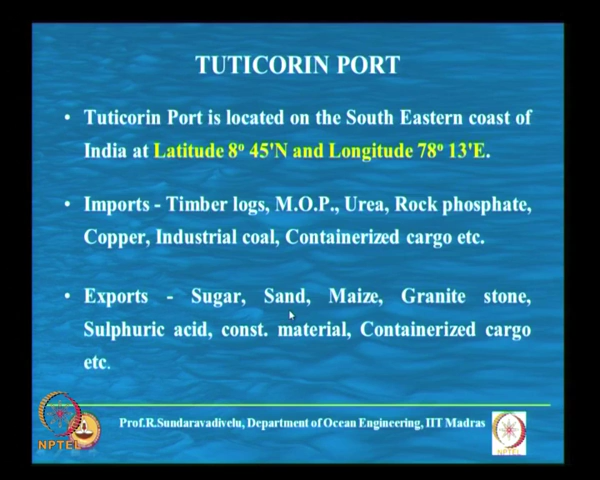 TUTICORIN PORT
• Tuticorin Port is located on the South Eastern coast of
India at Latitude 8º 45'N and Longitude 78º 13'E.
• Imports - Timber logs, M.O.P., Urea, Rock phosphate,
Copper, Industrial coal, Containerized cargo etc.
• Exports - Sugar, Sand, Maize, Granite stone,
Sulphuric acid, const. material, Containerized cargo
etc.
Prof.R.Sundaravadivelu, Department of Ocean Engineering, IIT Madras
NPTEL
NPTEL